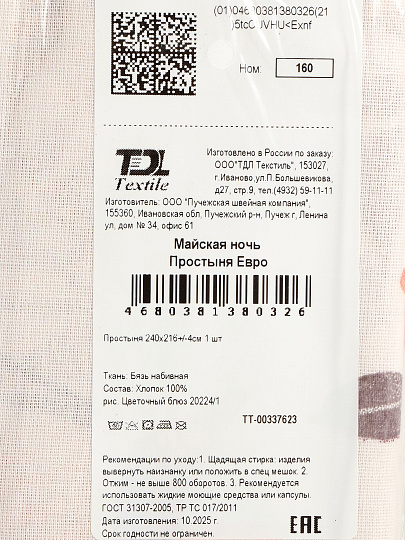 (01)046 0381380326(21
Ном: 160
TDL
Textile
Изготовлено в России по заказу:
ООО"ТДЛ Текстиль", 153027,
г.Иваново,ул.П.Большевикова,
д27, стр.9, тел.(4932) 59-11-11
Изготовитель: ООО "Пучежская швейная компания",
155360, Ивановская обл, Пучежский р-н, Пучеж г, Ленина
ул, дом № 34, офис 61
Майская ночь
Простыня Евро
4680381380326
Простыня 240х216+/-4см 1 шт
Ткань: Бязь набивная
Состав: Хлопок 100%
рис. Цветочный блюз 20224/1
ТТ-00337623
Рекомендации по уходу:1. Щадящая стирка: изделия
вывернуть наизнанку или положить в спец мешок. 2.
Отжим - не выше 800 оборотов. 3. Рекомендуется
использовать жидкие моющие средства или капсулы.
ГОСТ 31307-2005, ТР ТС 017/2011
Дата изготовления: 10.2025 г.
Срок годности не ограничен.
EAC